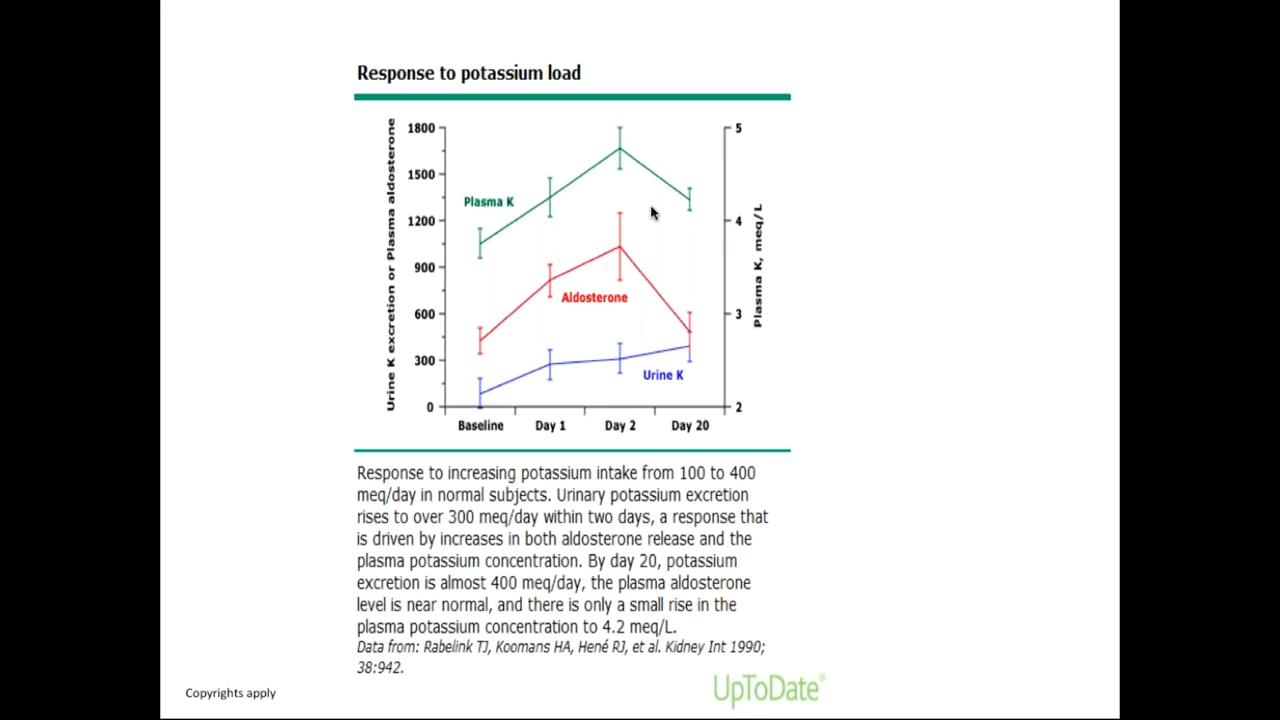 Response to potassium load
Urine K excretion or Plasma aldosterone
1800
1500
1200
900
600
300
0
Plasma K
Aldosterone
Urine K
5
4
3
2
Plasma K, meq/L
Baseline Day 1 Day 2 Day 20
Response to increasing potassium intake from 100 to 400
meq/day in normal subjects. Urinary potassium excretion
rises to over 300 meq/day within two days, a response that
is driven by increases in both aldosterone release and the
plasma potassium concentration. By day 20, potassium
excretion is almost 400 meq/day, the plasma aldosterone
level is near normal, and there is only a small rise in the
plasma potassium concentration to 4.2 meq/L.
Data from: Rabelink TJ, Koomans HA, Hené RJ, et al. Kidney Int 1990;
38:942.
Copyrights apply
UpToDate®